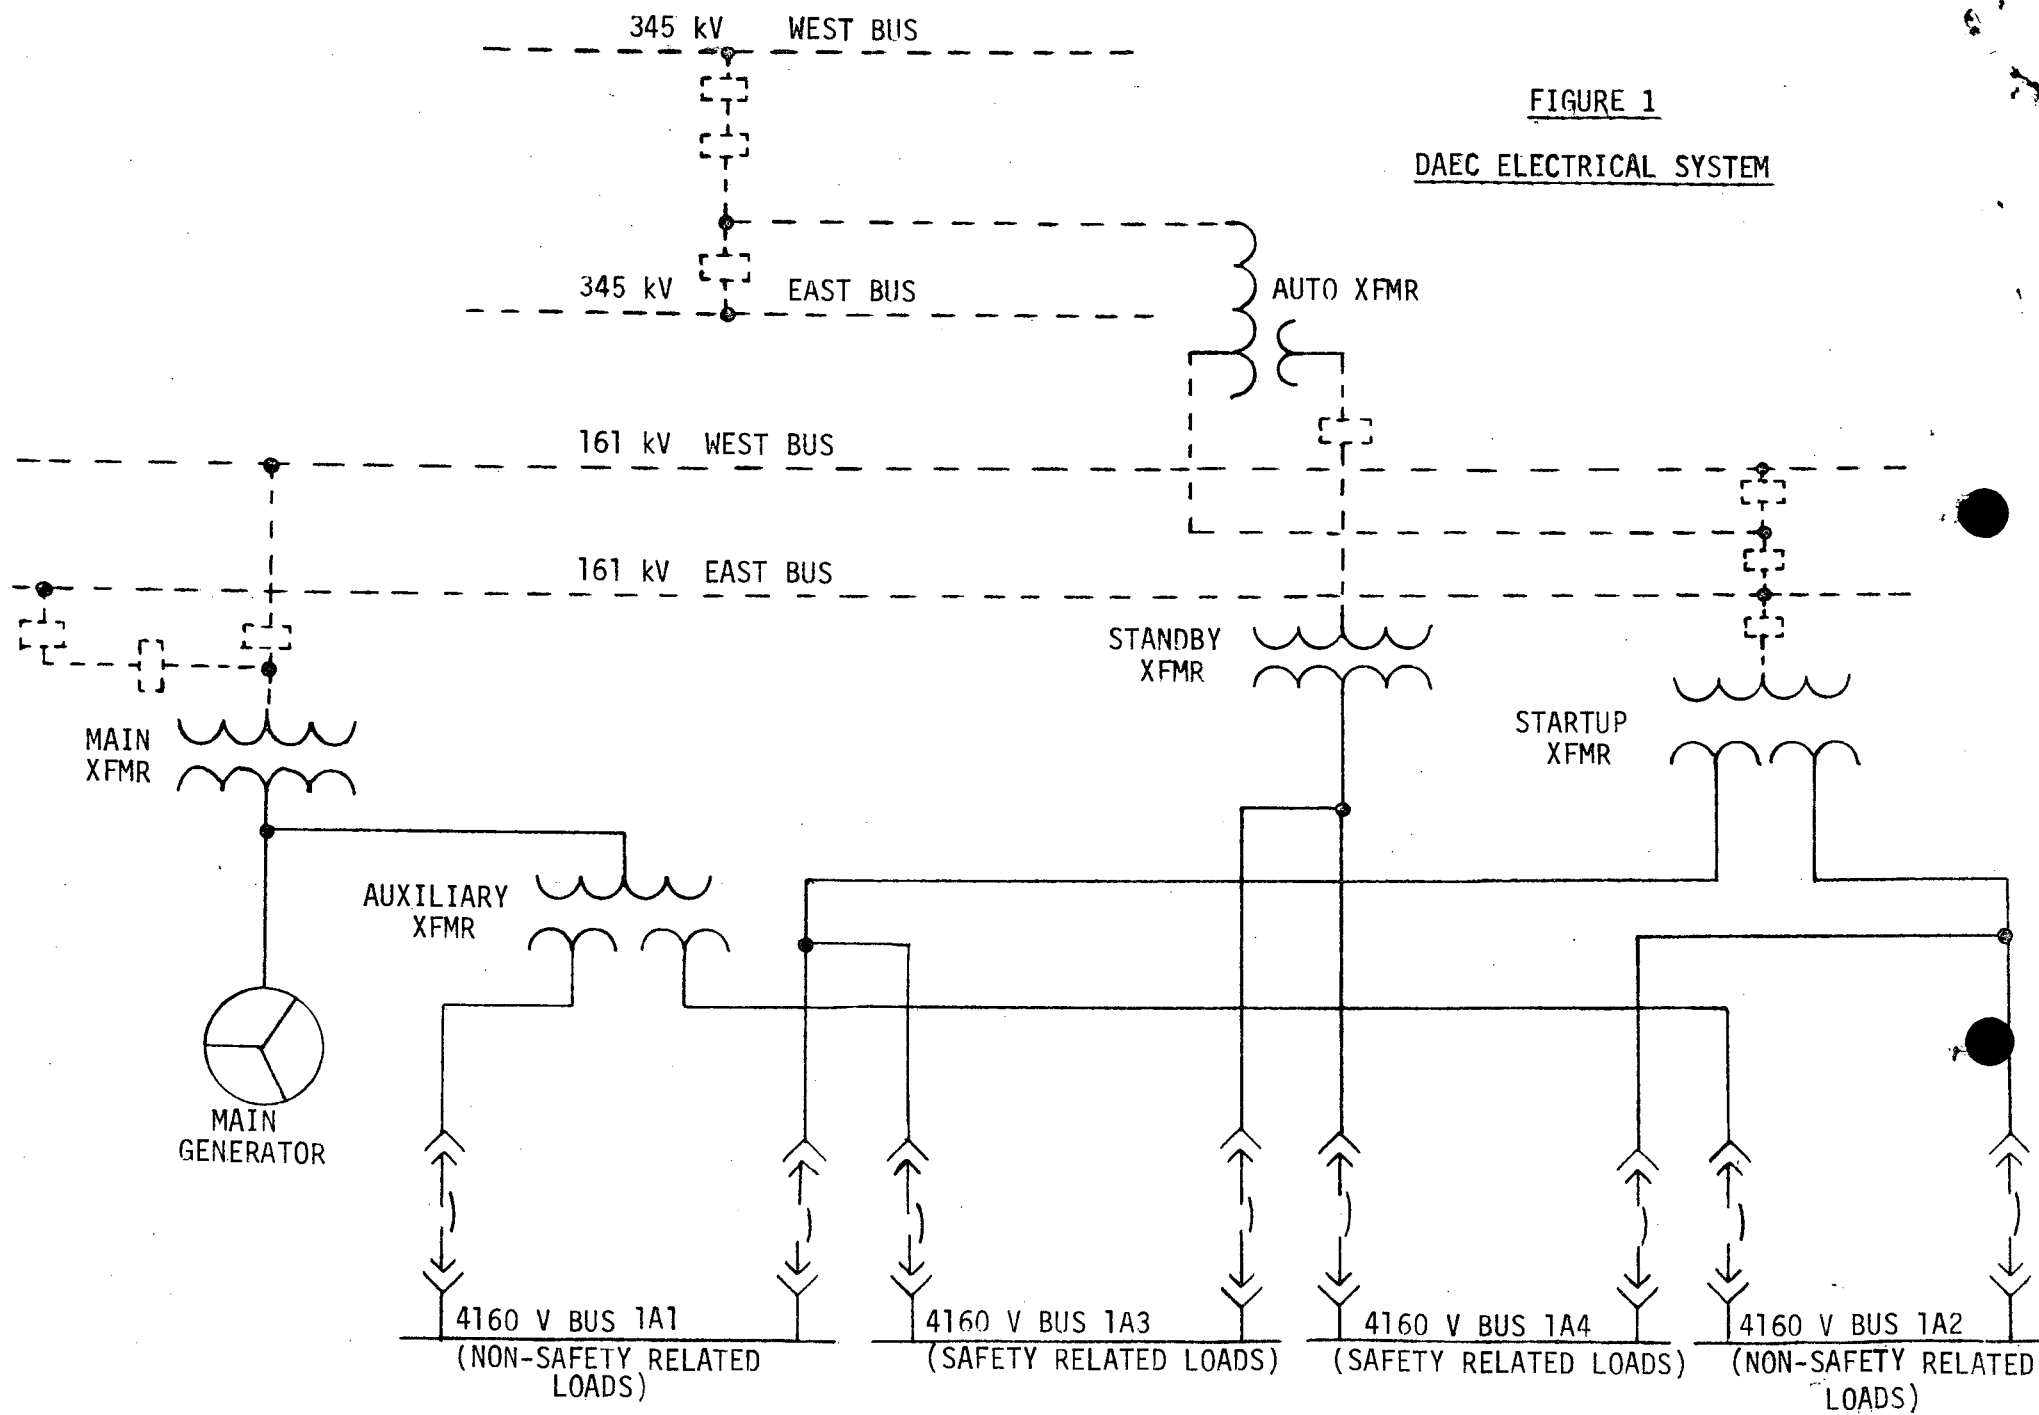 345 kV WEST BUS
FIGURE 1
DAEC ELECTRICAL SYSTEM
345 kV EAST BUS
AUTO XFMR
161 kV WEST BUS
161 kV EAST BUS
STANDBY
XFMR
STARTUP
XFMR
MAIN
XFMR
AUXILIARY
XFMR
MAIN
GENERATOR
4160 V BUS 1A1
(NON-SAFETY RELATED
LOADS)
4160 V BUS 1A3
(SAFETY RELATED LOADS)
4160 V BUS 1A4
(SAFETY RELATED LOADS)
4160 V BUS 1A2
(NON-SAFETY RELATED
LOADS)